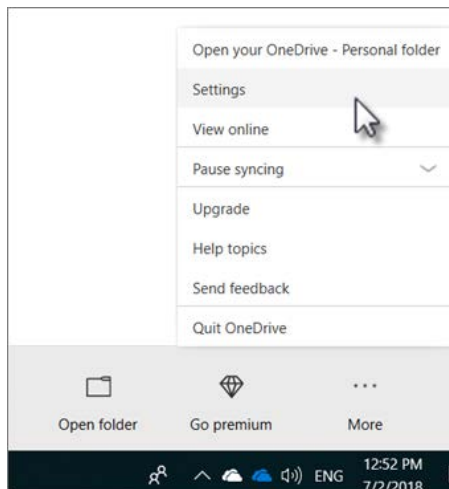 Open your OneDrive - Personal folder
Settings
View online
Pause syncing
Upgrade
Help topics
Send feedback
Quit OneDrive
Open folder Go premium More
ENG 12:52 PM
7/2/2018